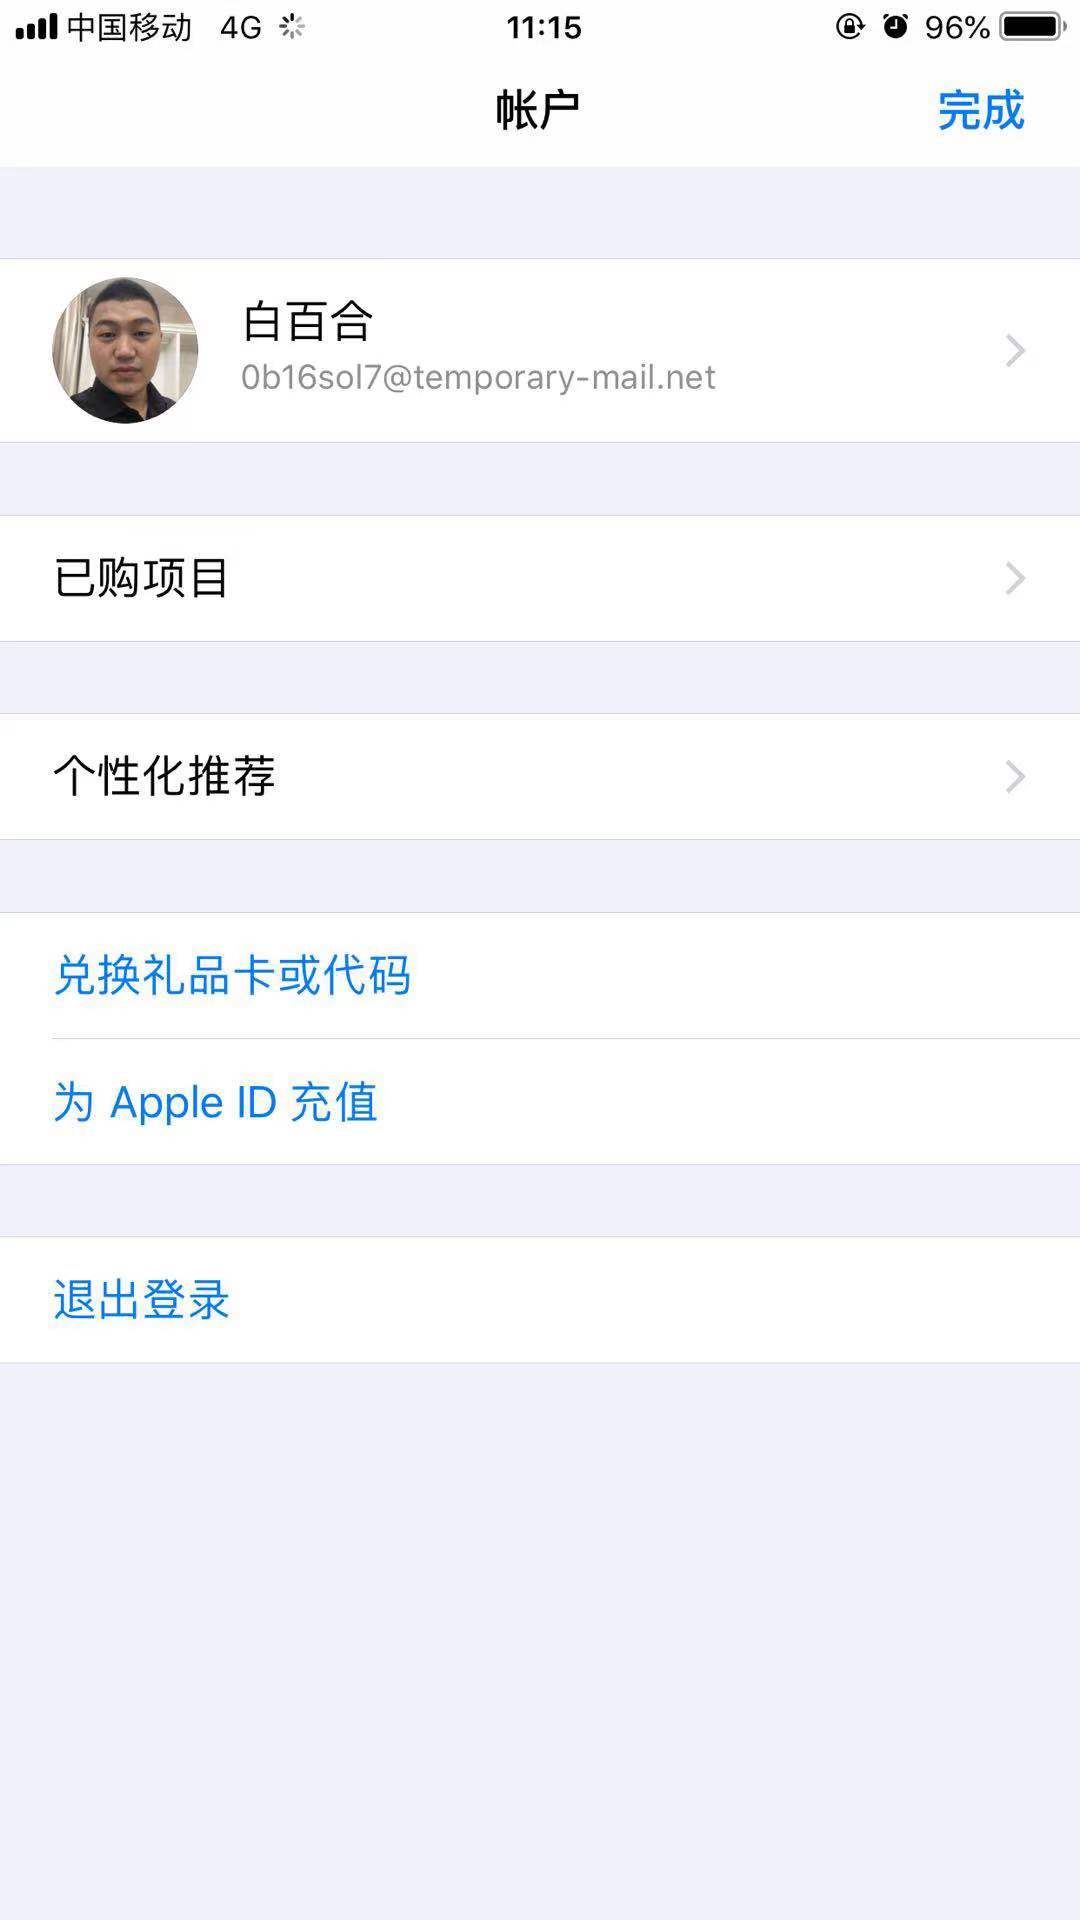 中国移动 4G 11:15 96%
帐户 完成
白百合
0b16sol7@temporary-mail.net
已购项目
个性化推荐
兑换礼品卡或代码
为 Apple ID 充值
退出登录